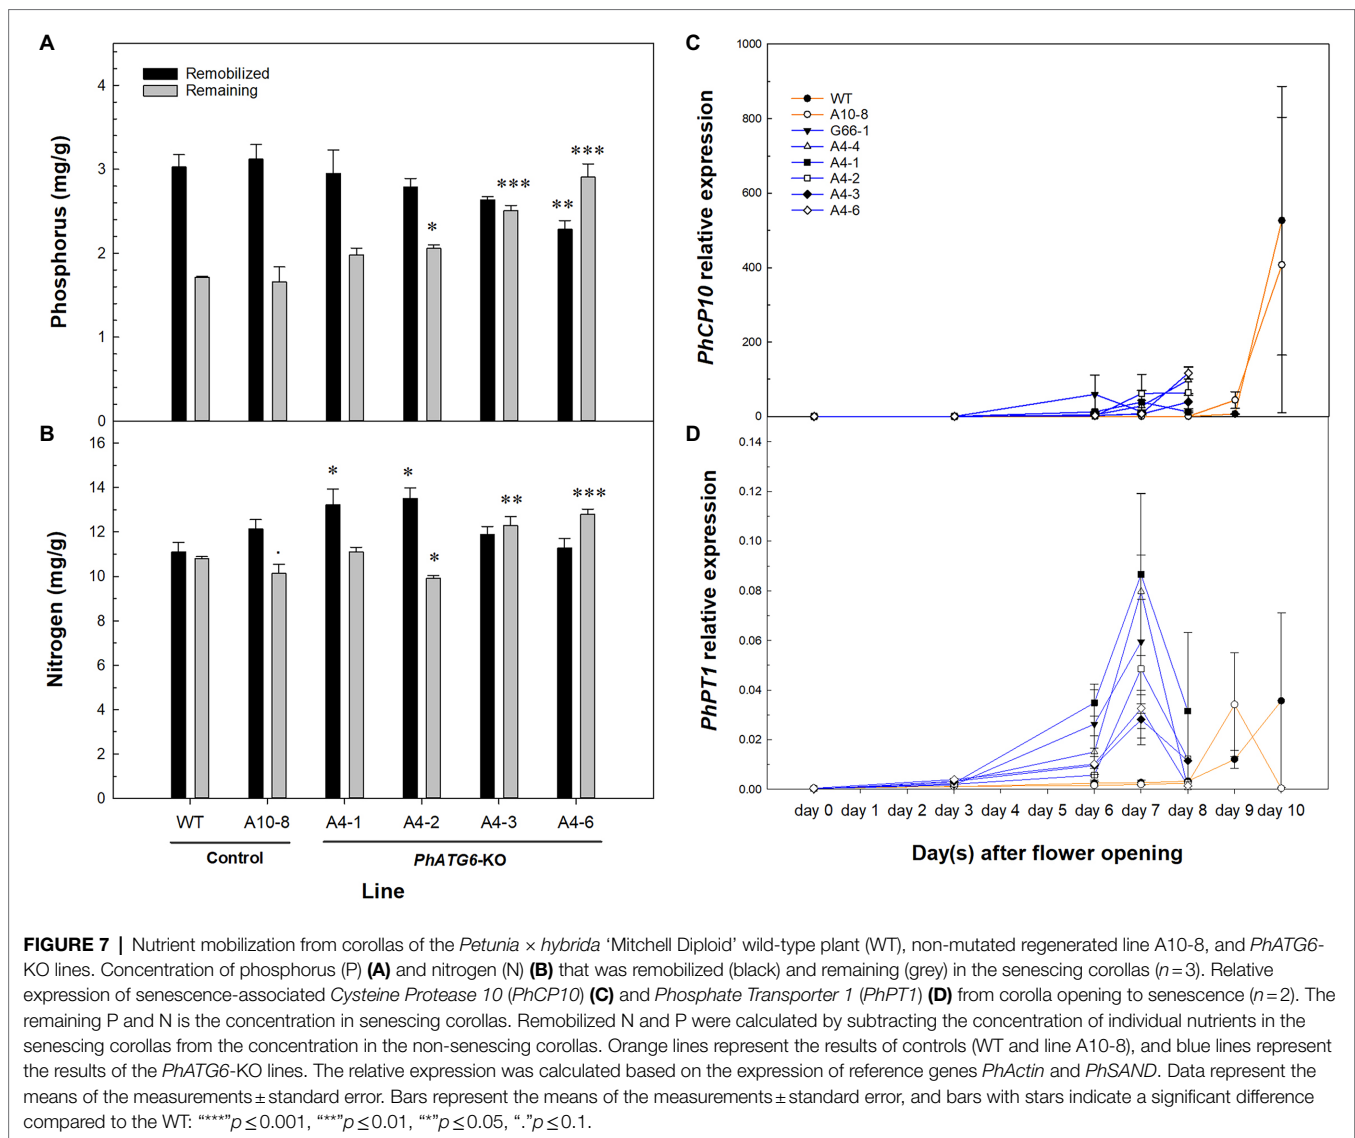 A
Phosphorus (mg/g)
4
3
2
1
0
Remobilized
Remaining
*
***
**
***
B
Nitrogen (mg/g)
16
14
12
10
8
6
4
2
0
.
*
*
*
**
***
WT
A10-8
A4-1
A4-2
A4-3
A4-6
Control
PhATG6-KO
Line
C
PhCP10 relative expression
1000
800
600
400
200
0
WT
A10-8
G66-1
A4-4
A4-1
A4-2
A4-3
A4-6
D
PhPT1 relative expression
0.14
0.12
0.10
0.08
0.06
0.04
0.02
0.00
day 0
day 1
day 2
day 3
day 4
day 5
day 6
day 7
day 8
day 9
day 10
Day(s) after flower opening
FIGURE 7 | Nutrient mobilization from corollas of the Petunia × hybrida ‘Mitchell Diploid’ wild-type plant (WT), non-mutated regenerated line A10-8, and PhATG6-
KO lines. Concentration of phosphorus (P) (A) and nitrogen (N) (B) that was remobilized (black) and remaining (grey) in the senescing corollas (n=3). Relative
expression of senescence-associated Cysteine Protease 10 (PhCP10) (C) and Phosphate Transporter 1 (PhPT1) (D) from corolla opening to senescence (n=2). The
remaining P and N is the concentration in senescing corollas. Remobilized N and P were calculated by subtracting the concentration of individual nutrients in the
senescing corollas from the concentration in the non-senescing corollas. Orange lines represent the results of controls (WT and line A10-8), and blue lines represent
the results of the PhATG6-KO lines. The relative expression was calculated based on the expression of reference genes PhActin and PhSAND. Data represent the
means of the measurements±standard error. Bars represent the means of the measurements±standard error, and bars with stars indicate a significant difference
compared to the WT: “***”p≤0.001, “**”p≤0.01, “*”p≤0.05, “.”p≤0.1.